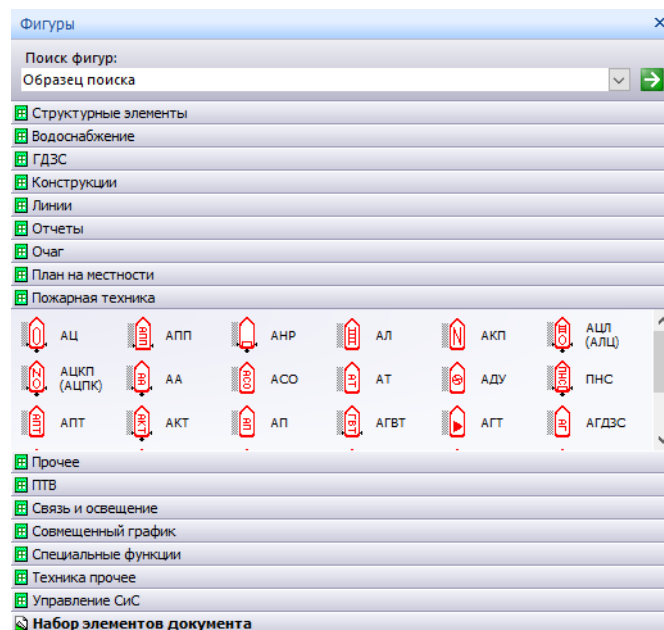 Фигуры
Поиск фигур:
Образец поиска
Структурные элементы
Водоснабжение
ГДЗС
Конструкции
Линии
Отчеты
Очаг
План на местности
Пожарная техника
АЦ АПП АНР АЛ АКП АЦЛ (АЛЦ)
АЦКП (АЦПК) АА АСО АТ АДУ ПНС
АПТ АКТ АП АГВТ АГТ АГДЗС
Прочее
ПТВ
Связь и освещение
Совмещенный график
Специальные функции
Техника прочее
Управление СиС
Набор элементов документа